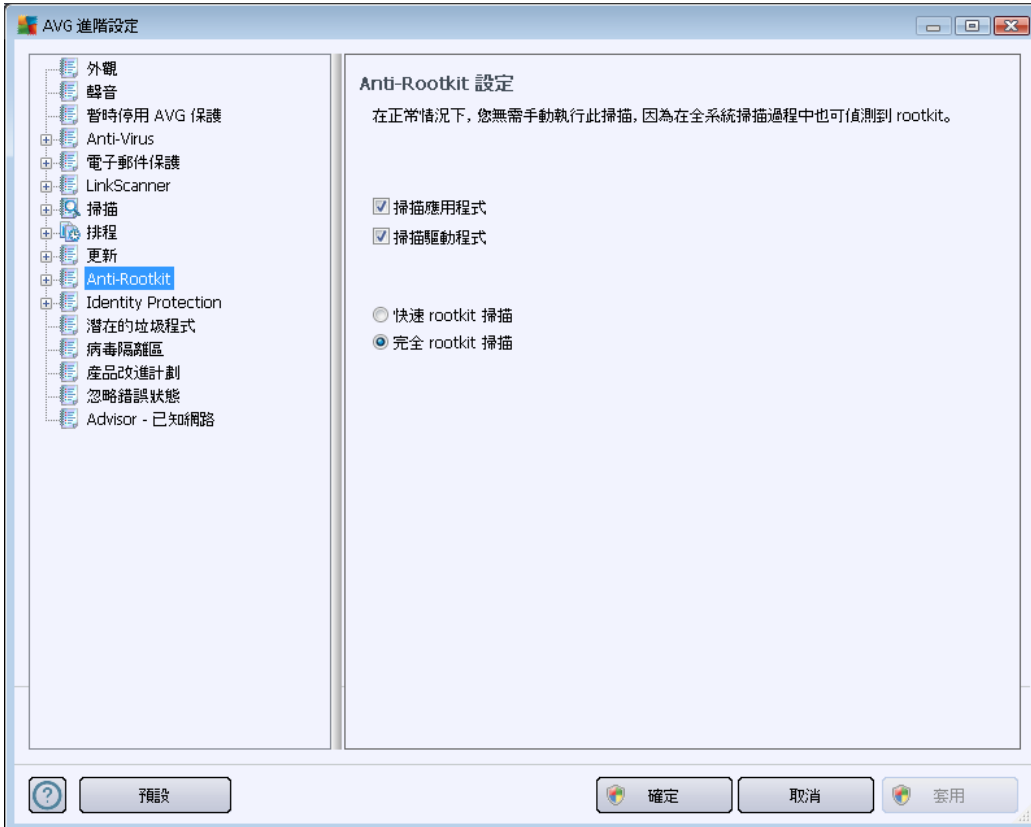 AVG 進階設定
外觀
聲音
暫時停用 AVG 保護
Anti-Virus
電子郵件保護
LinkScanner
掃描
排程
更新
Anti-Rootkit
Identity Protection
潛在的垃圾程式
病毒隔離區
產品改進計劃
忽略錯誤狀態
Advisor - 已知網路
Anti-Rootkit 設定
在正常情況下, 您無需手動執行此掃描, 因為在全系統掃描過程中也可偵測到 rootkit。
掃描應用程式
掃描驅動程式
快速 rootkit 掃描
完全 rootkit 掃描
預設
確定
取消
套用